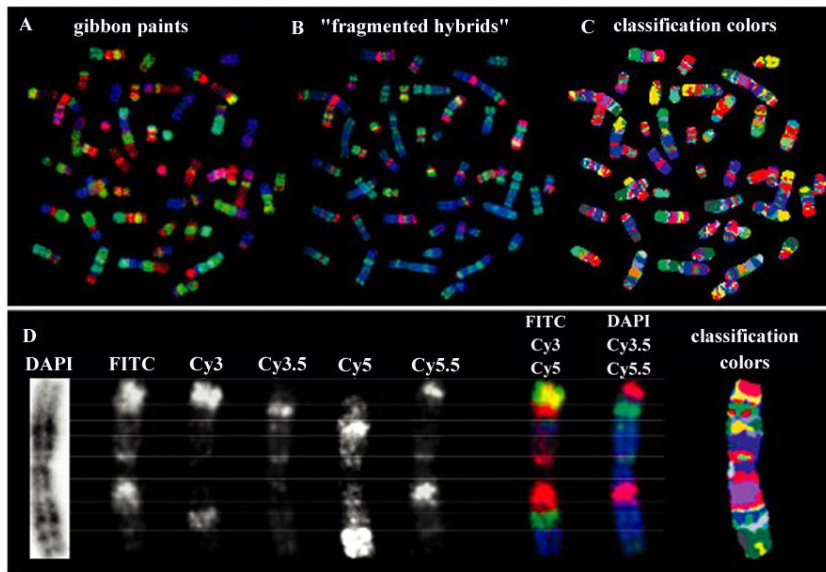 A gibbon paints
B "fragmented hybrids"
C classification colors
D
DAPI FITC Cy3 Cy3.5 Cy5 Cy5.5
FITC
Cy3
Cy5
DAPI
Cy3.5
Cy5.5
classification
colors